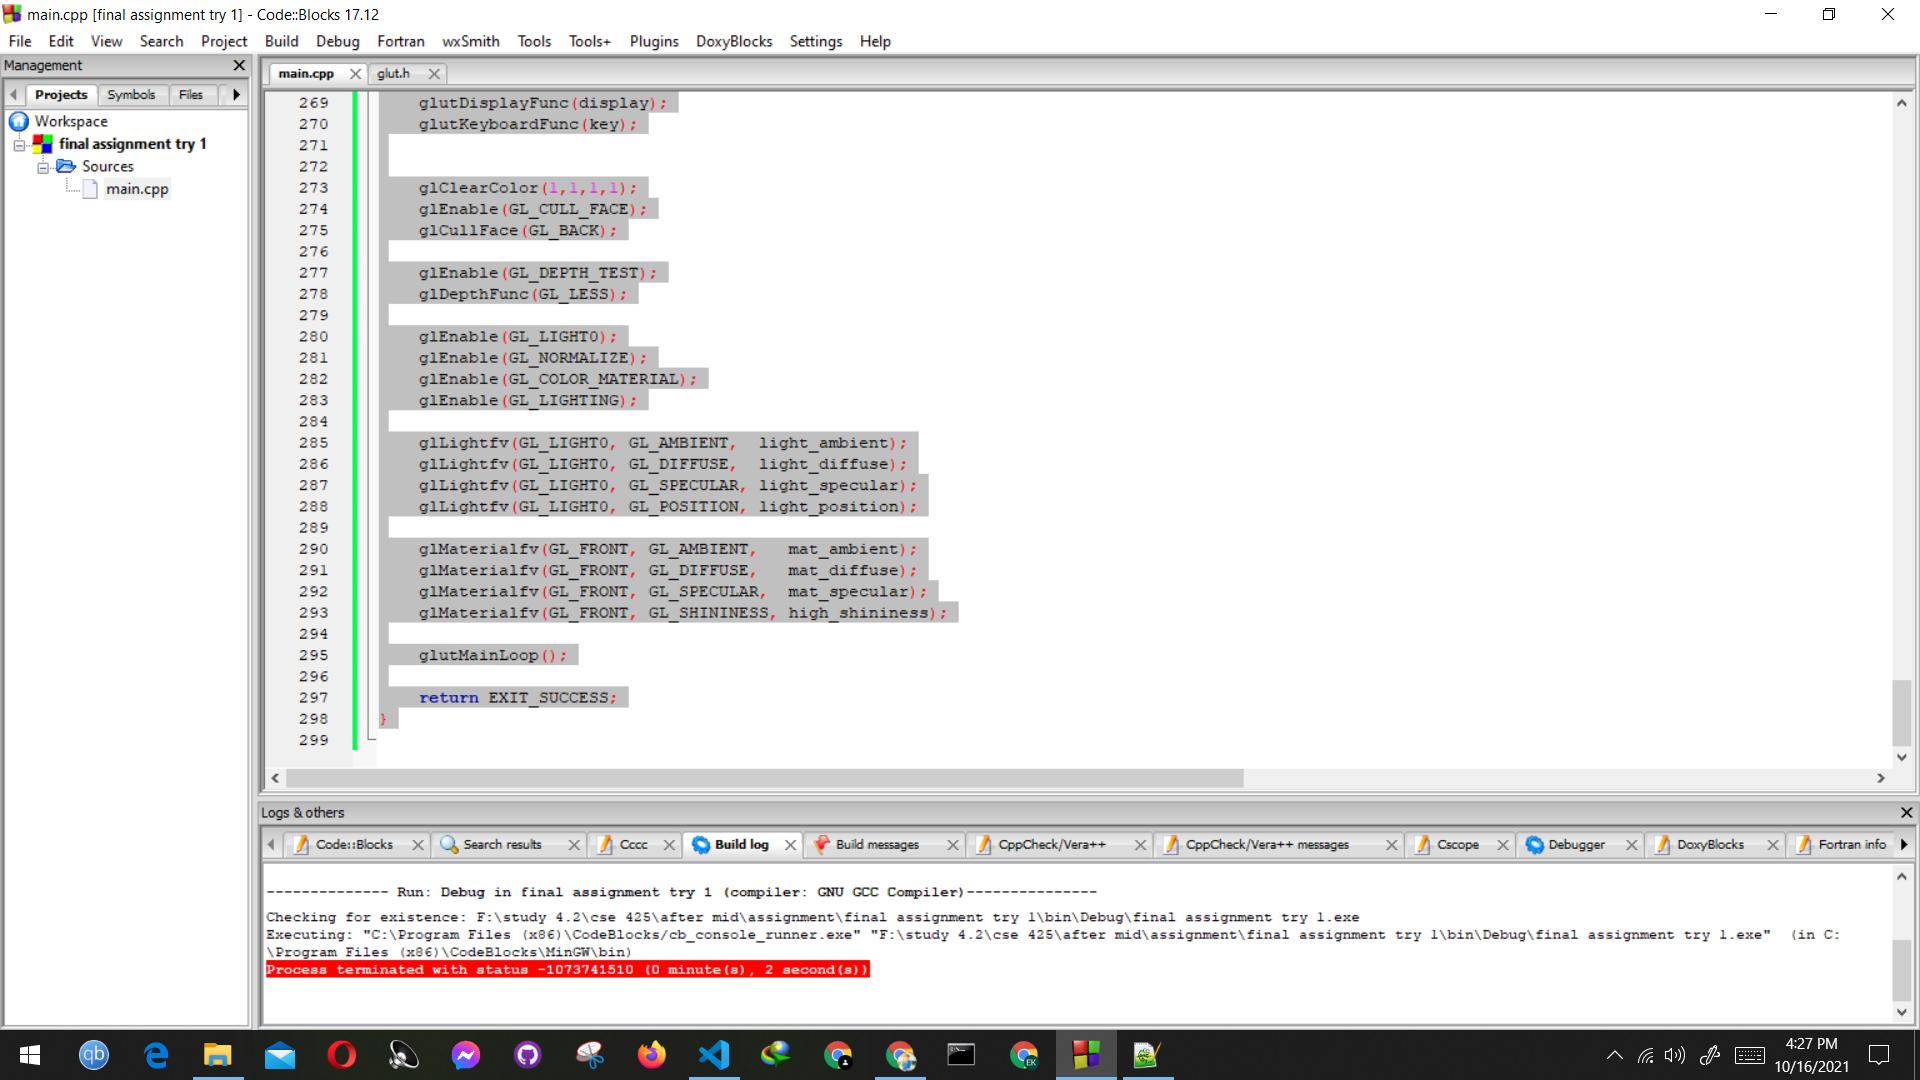 main.cpp [final assignment try 1] - Code::Blocks 17.12
File Edit View Search Project Build Debug Fortran wxSmith Tools Tools+ Plugins DoxyBlocks Settings Help
Management
Projects Symbols Files
Workspace
final assignment try 1
Sources
main.cpp
main.cpp glut.h
269 glutDisplayFunc(display);
270 glutKeyboardFunc(key);
271
272
273 glClearColor(1,1,1,1);
274 glEnable(GL_CULL_FACE);
275 glCullFace(GL_BACK);
276
277 glEnable(GL_DEPTH_TEST);
278 glDepthFunc(GL_LESS);
279
280 glEnable(GL_LIGHT0);
281 glEnable(GL_NORMALIZE);
282 glEnable(GL_COLOR_MATERIAL);
283 glEnable(GL_LIGHTING);
284
285 glLightfv(GL_LIGHT0, GL_AMBIENT, light_ambient);
286 glLightfv(GL_LIGHT0, GL_DIFFUSE, light_diffuse);
287 glLightfv(GL_LIGHT0, GL_SPECULAR, light_specular);
288 glLightfv(GL_LIGHT0, GL_POSITION, light_position);
289
290 glMaterialfv(GL_FRONT, GL_AMBIENT, mat_ambient);
291 glMaterialfv(GL_FRONT, GL_DIFFUSE, mat_diffuse);
292 glMaterialfv(GL_FRONT, GL_SPECULAR, mat_specular);
293 glMaterialfv(GL_FRONT, GL_SHININESS, high_shininess);
294
295 glutMainLoop();
296
297 return EXIT_SUCCESS;
298 }
299
Logs & others
Code::Blocks Search results Cccc Build log Build messages CppCheck/Vera++ CppCheck/Vera++ messages Cscope Debugger DoxyBlocks Fortran info
-------------- Run: Debug in final assignment try 1 (compiler: GNU GCC Compiler)---------------
Checking for existence: F:\study 4.2\cse 425\after mid\assignment\final assignment try 1\bin\Debug\final assignment try 1.exe
Executing: "C:\Program Files (x86)\CodeBlocks/cb_console_runner.exe" "F:\study 4.2\cse 425\after mid\assignment\final assignment try 1\bin\Debug\final assignment try 1.exe" (in C:
\Program Files (x86)\CodeBlocks\MinGW\bin)
Process terminated with status -1073741510 (0 minute(s), 2 second(s))
qb
EK
4:27 PM
10/16/2021